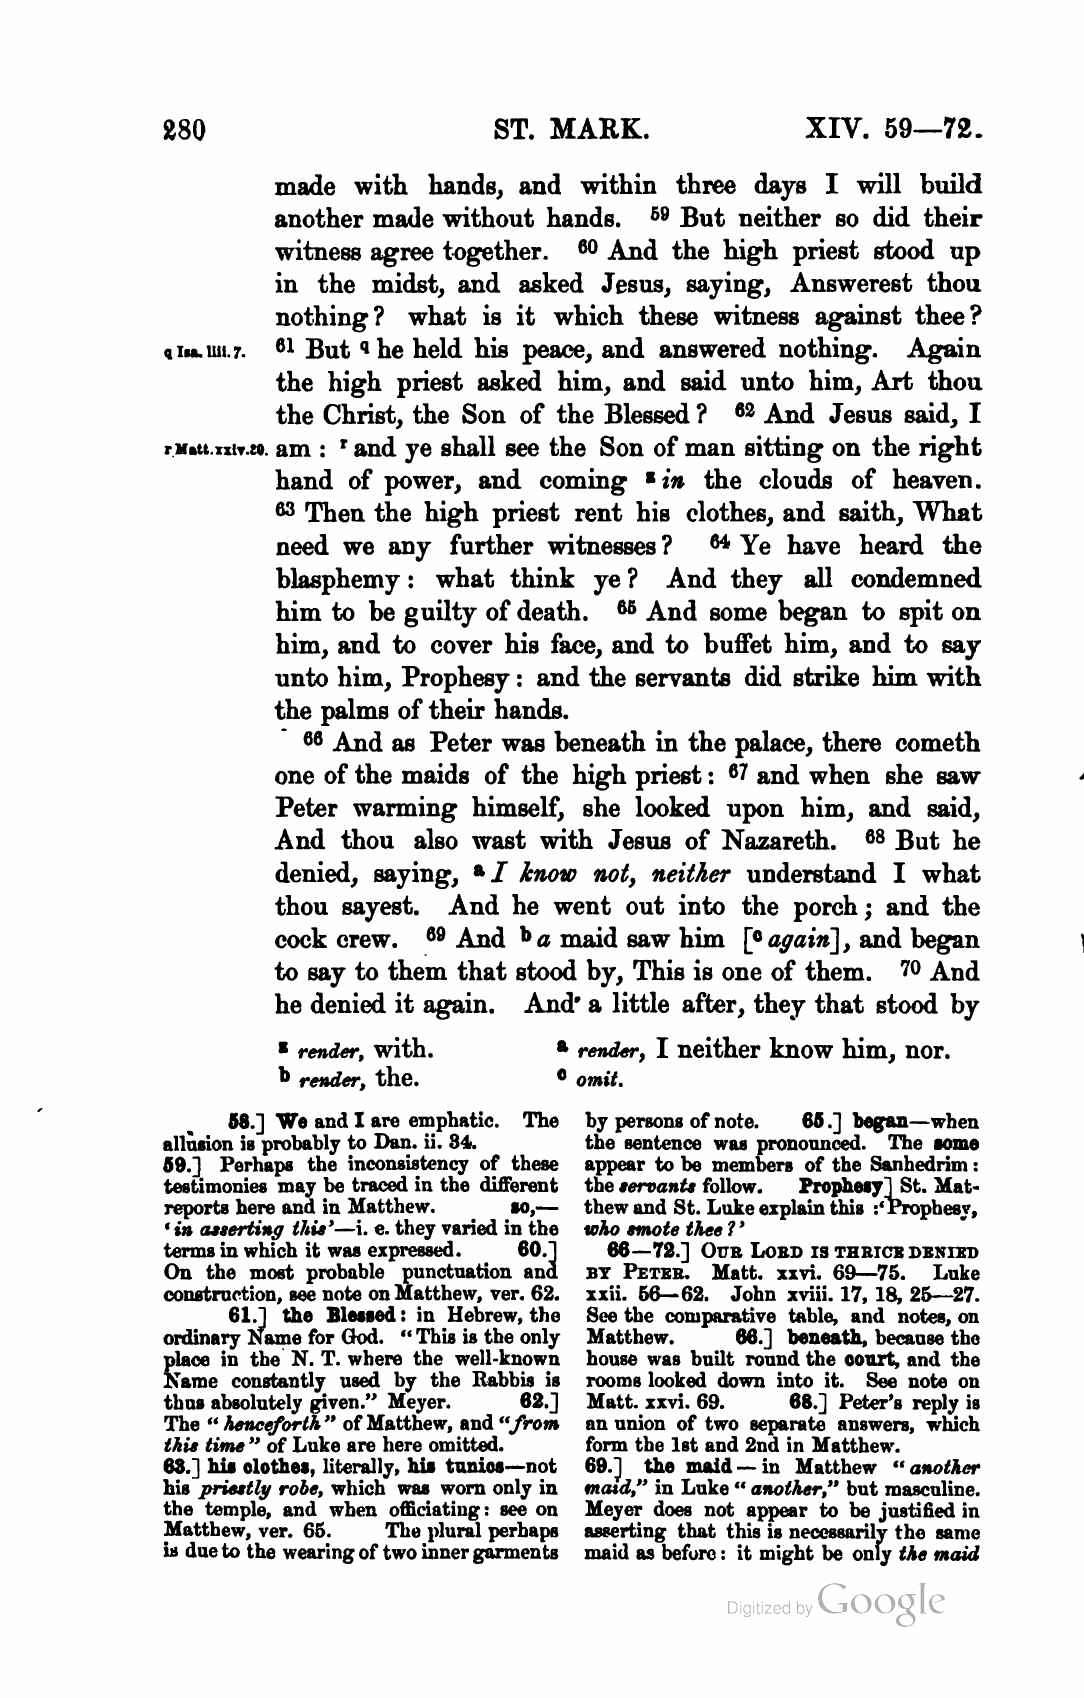 280 ST. MARK. XIV. 59—72.
made with hands, and within three days I will build
another made without hands. 59 But neither so did their
witness agree together. 60 And the high priest stood up
in the midst, and asked Jesus, saying, Answerest thou
nothing? what is it which these witness against thee?
q Isa. liii. 7. 61 But q he held his peace, and answered nothing. Again
the high priest asked him, and said unto him, Art thou
the Christ, the Son of the Blessed? 62 And Jesus said, I
r Matt. xxiv. 20. am : r and ye shall see the Son of man sitting on the right
hand of power, and coming z in the clouds of heaven.
63 Then the high priest rent his clothes, and saith, What
need we any further witnesses? 64 Ye have heard the
blasphemy : what think ye? And they all condemned
him to be guilty of death. 65 And some began to spit on
him, and to cover his face, and to buffet him, and to say
unto him, Prophesy : and the servants did strike him with
the palms of their hands.
66 And as Peter was beneath in the palace, there cometh
one of the maids of the high priest : 67 and when she saw
Peter warming himself, she looked upon him, and said,
And thou also wast with Jesus of Nazareth. 68 But he
denied, saying, a I know not, neither understand I what
thou sayest. And he went out into the porch; and the
cock crew. 69 And b a maid saw him [c again], and began
to say to them that stood by, This is one of them. 70 And
he denied it again. And a little after, they that stood by
z render, with.
b render, the.
a render, I neither know him, nor.
c omit.
58.] We and I are emphatic. The
allusion is probably to Dan. ii. 34.
59.] Perhaps the inconsistency of these
testimonies may be traced in the different
reports here and in Matthew. so,—
'in asserting this'—i. e. they varied in the
terms in which it was expressed. 60.]
On the most probable punctuation and
construction, see note on Matthew, ver. 62.
61.] the Blessed: in Hebrew, the
ordinary Name for God. "This is the only
place in the N. T. where the well-known
Name constantly used by the Rabbis is
thus absolutely given." Meyer. 62.]
The "henceforth" of Matthew, and "from
this time" of Luke are here omitted.
63.] his clothes, literally, his tunics—not
his priestly robe, which was worn only in
the temple, and when officiating: see on
Matthew, ver. 65. The plural perhaps
is due to the wearing of two inner garments
by persons of note. 65.] began—when
the sentence was pronounced. The some
appear to be members of the Sanhedrim:
the servants follow. Prophesy] St. Mat-
thew and St. Luke explain this :'Prophesy,
who smote thee?'
66—72.] OUR LORD IS THRICE DENIED
BY PETER. Matt. xxvi. 69—75. Luke
xxii. 56—62. John xviii. 17, 18, 25—27.
See the comparative table, and notes, on
Matthew. 66.] beneath, because the
house was built round the court, and the
rooms looked down into it. See note on
Matt. xxvi. 69. 68.] Peter's reply is
an union of two separate answers, which
form the 1st and 2nd in Matthew.
69.] the maid—in Matthew "another
maid," in Luke "another," but masculine.
Meyer does not appear to be justified in
asserting that this is necessarily the same
maid as before: it might be only the maid
Digitized by Google